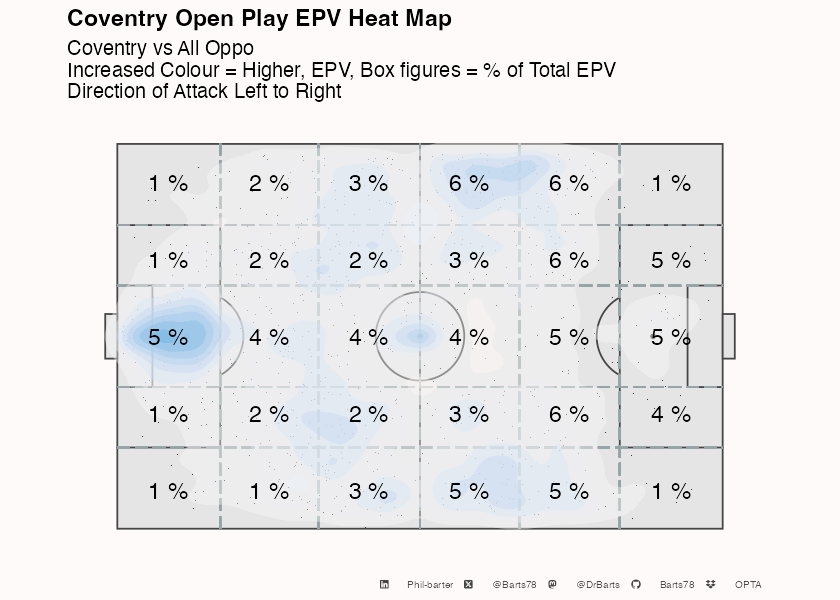 Coventry Open Play EPV Heat Map
Coventry vs All Oppo
Increased Colour = Higher, EPV, Box figures = % of Total EPV
Direction of Attack Left to Right
1 % 2 % 3 % 6 % 6 % 1 %
1 % 2 % 2 % 3 % 6 % 5 %
5 % 4 % 4 % 4 % 5 % 5 %
1 % 2 % 2 % 3 % 6 % 4 %
1 % 1 % 3 % 5 % 5 % 1 %
Phil-barter @Barts78 @DrBarts Barts78 OPTA